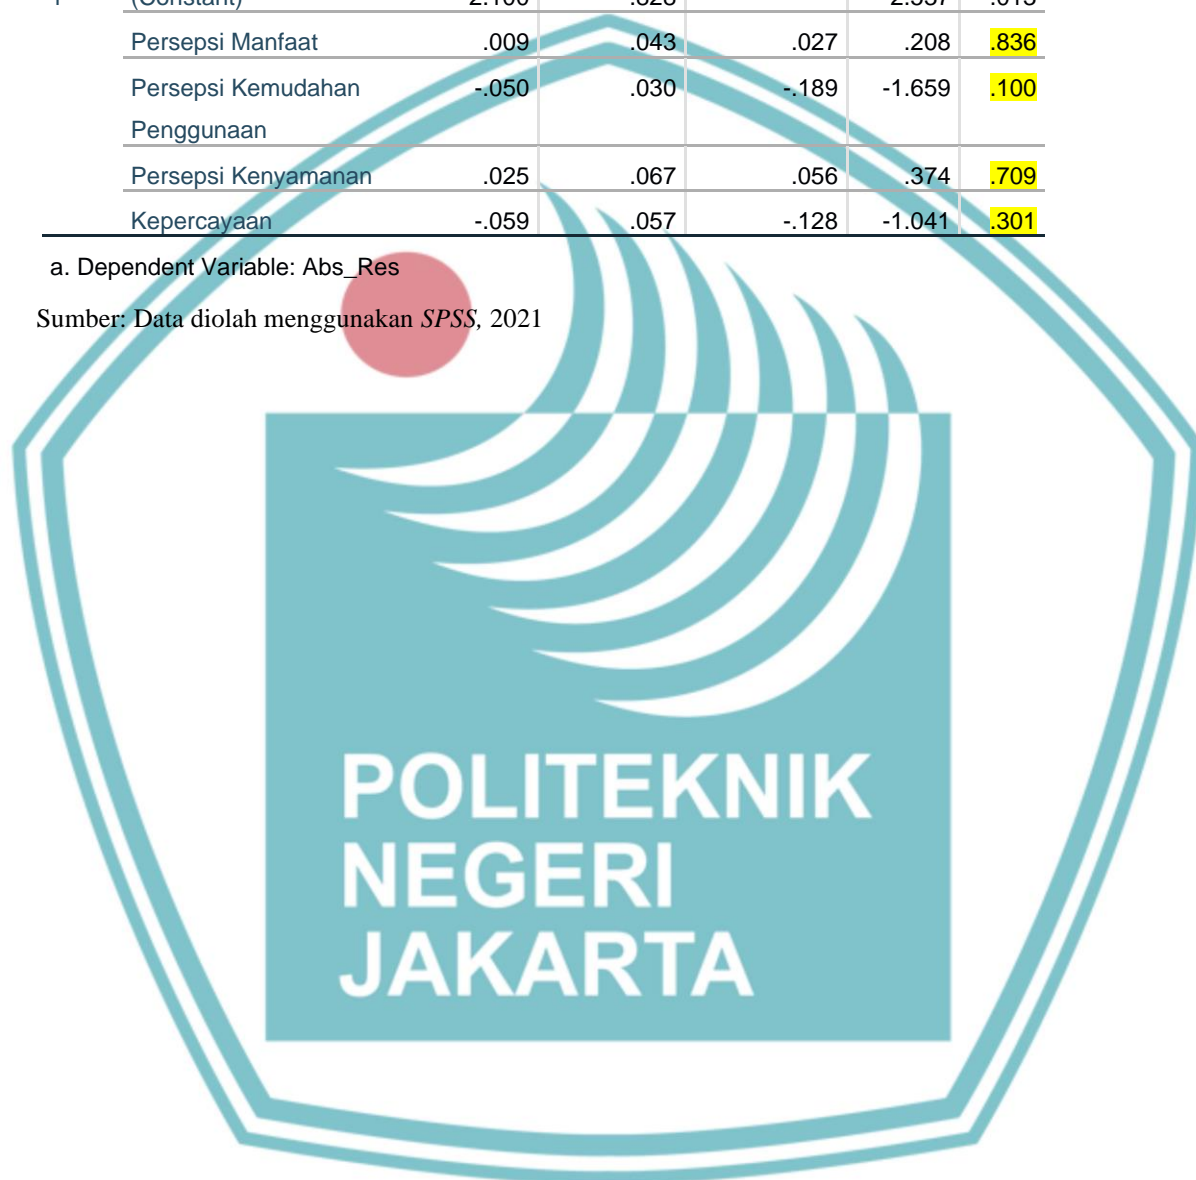 (Constant)
Persepsi Manfaat .009 .043 .027 .208 .836
Persepsi Kemudahan -.050 .030 -.189 -1.659 .100
Penggunaan
Persepsi Kenyamanan .025 .067 .056 .374 .709
Kepercayaan -.059 .057 -.128 -1.041 .301
a. Dependent Variable: Abs_Res
Sumber: Data diolah menggunakan SPSS, 2021
POLITEKNIK
NEGERI
JAKARTA